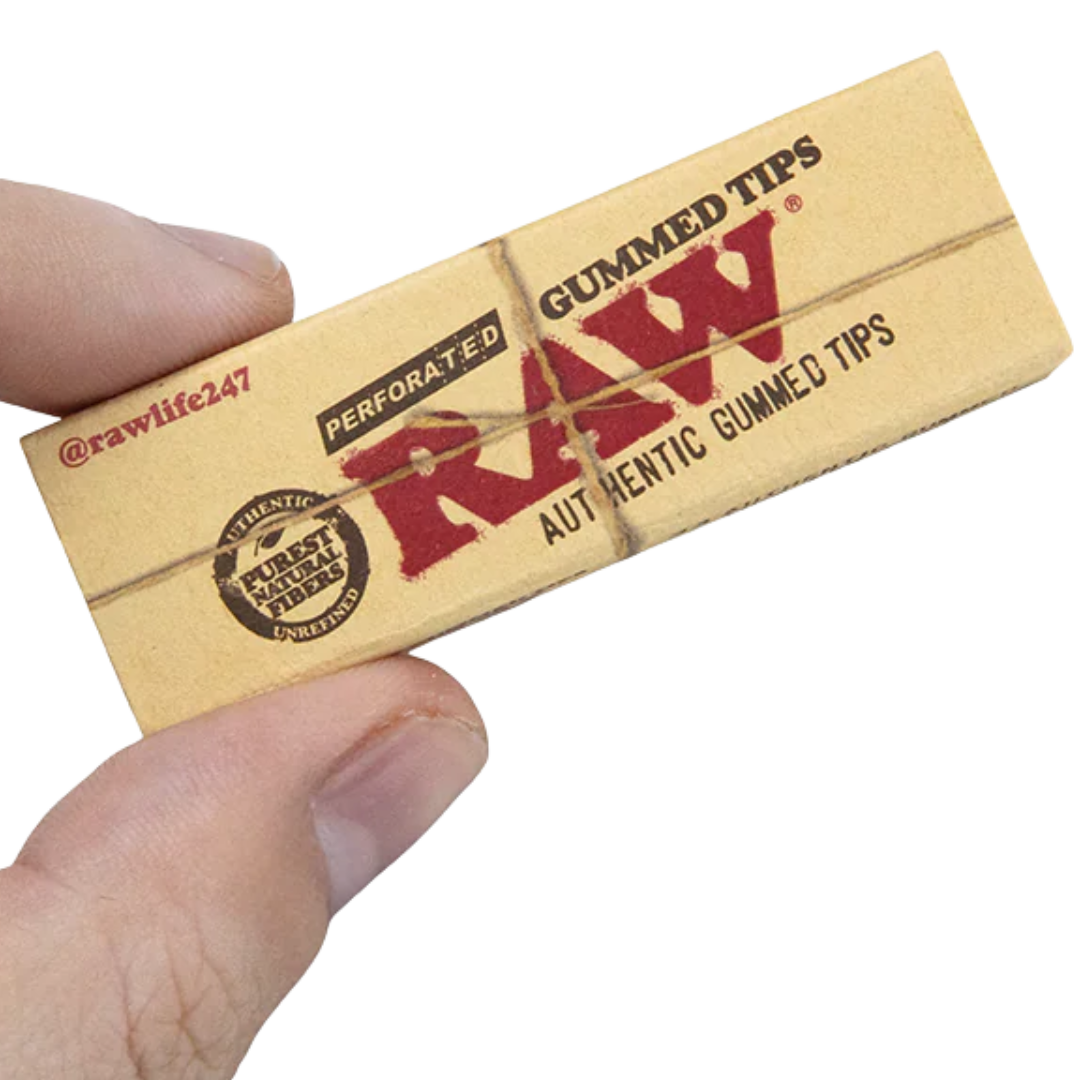 @rawlife247
PERFORATED
GUMMED TIPS
RAW®
AUTHENTIC GUMMED TIPS
AUTHENTIC
PUREST
NATURAL
FIBERS
UNREFINED